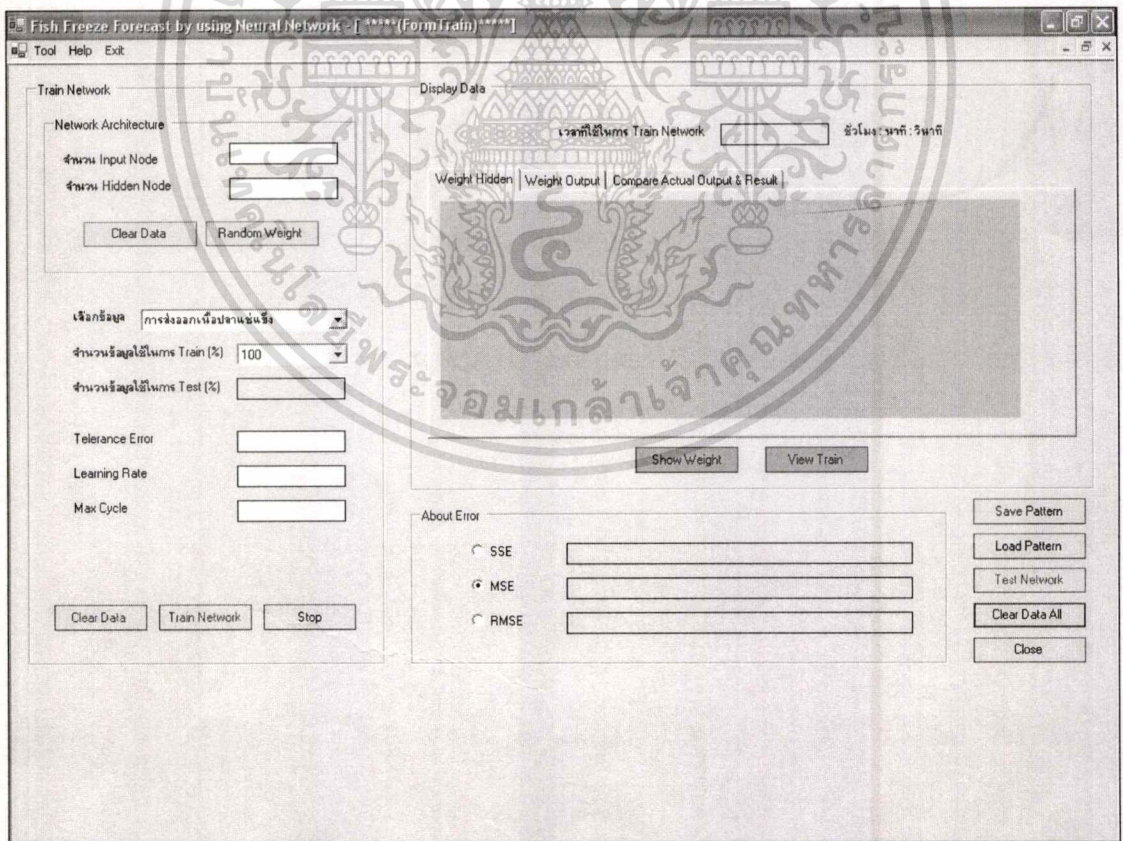 Fish Freeze Forecast by using Neural Network - [ *****(FormTrain)*****]
Tool Help Exit
Train Network
Network Architecture
จำนวน Input Node
จำนวน Hidden Node
Clear Data Random Weight
เลือกข้อมูล การส่งออกเนื้อปลาแช่แข็ง
จำนวนข้อมูลใช้ในการ Train (%) 100
จำนวนข้อมูลใช้ในการ Test (%)
Telerance Error
Learning Rate
Max Cycle
Clear Data Train Network Stop
Display Data
เวลาที่ใช้ในการ Train Network ชั่วโมง : นาที : วินาที
Weight Hidden Weight Output Compare Actual Output & Result
Show Weight View Train
About Error
SSE
MSE
RMSE
Save Pattern
Load Pattern
Test Network
Clear Data All
Close